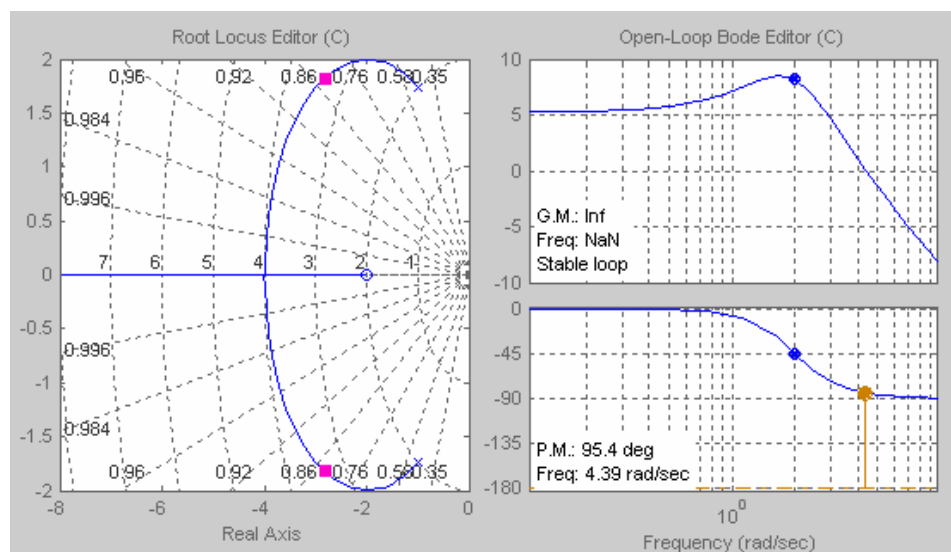 Root Locus Editor (C)
2
1.5
1
0.5
0
-0.5
-1
-1.5
-2
0.96 0.92 0.86 0.76 0.58 0.35
0.984
0.996
7 6 5 4 3 2 1
0.996
0.984
0.96 0.92 0.86 0.76 0.58 0.35
-8 -6 -4 -2 0
Real Axis
Open-Loop Bode Editor (C)
10
5
0
-5
-10
G.M.: Inf
Freq: NaN
Stable loop
0
-45
-90
-135
-180
P.M.: 95.4 deg
Freq: 4.39 rad/sec
10^0
Frequency (rad/sec)